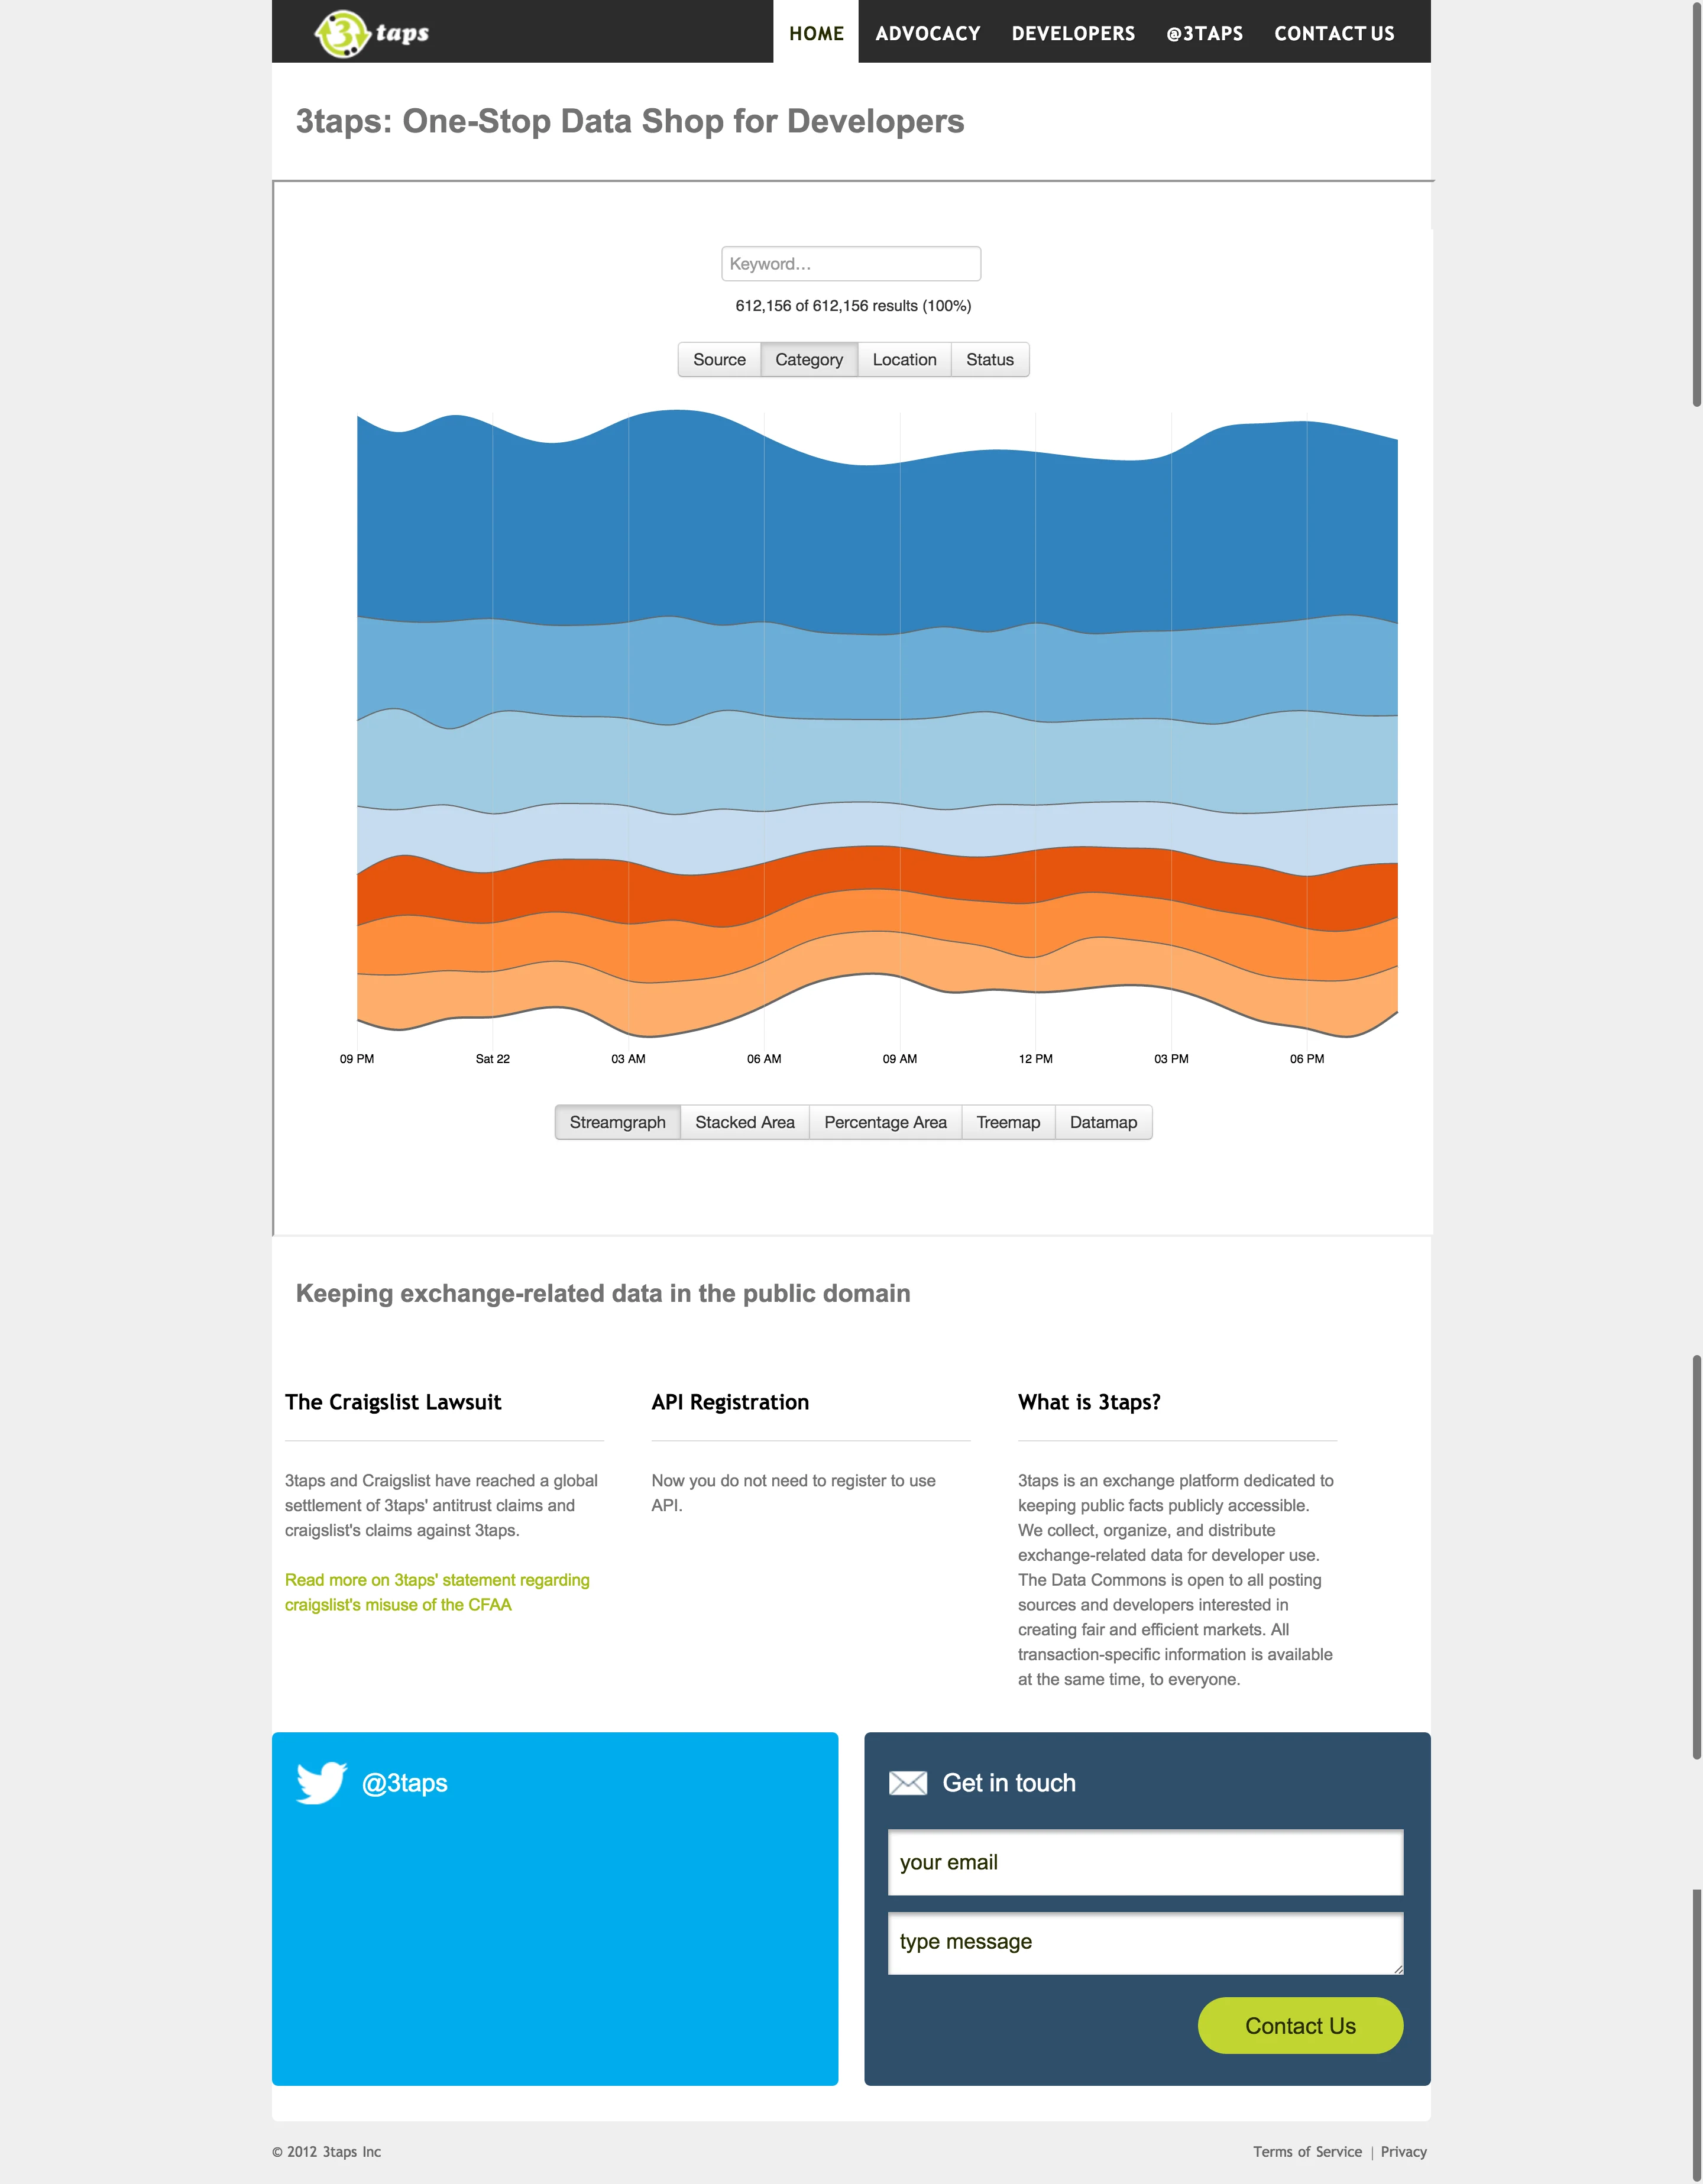 3 taps
HOME ADVOCACY DEVELOPERS @3TAPS CONTACT US
3taps: One-Stop Data Shop for Developers
Keyword...
612,156 of 612,156 results (100%)
Source Category Location Status
09 PM Sat 22 03 AM 06 AM 09 AM 12 PM 03 PM 06 PM
Streamgraph Stacked Area Percentage Area Treemap Datamap
Keeping exchange-related data in the public domain
The Craigslist Lawsuit
3taps and Craigslist have reached a global
settlement of 3taps' antitrust claims and
craigslist's claims against 3taps.
Read more on 3taps' statement regarding
craigslist's misuse of the CFAA
API Registration
Now you do not need to register to use
API.
What is 3taps?
3taps is an exchange platform dedicated to
keeping public facts publicly accessible.
We collect, organize, and distribute
exchange-related data for developer use.
The Data Commons is open to all posting
sources and developers interested in
creating fair and efficient markets. All
transaction-specific information is available
at the same time, to everyone.
@3taps
Get in touch
your email
type message
Contact Us
© 2012 3taps Inc
Terms of Service | Privacy